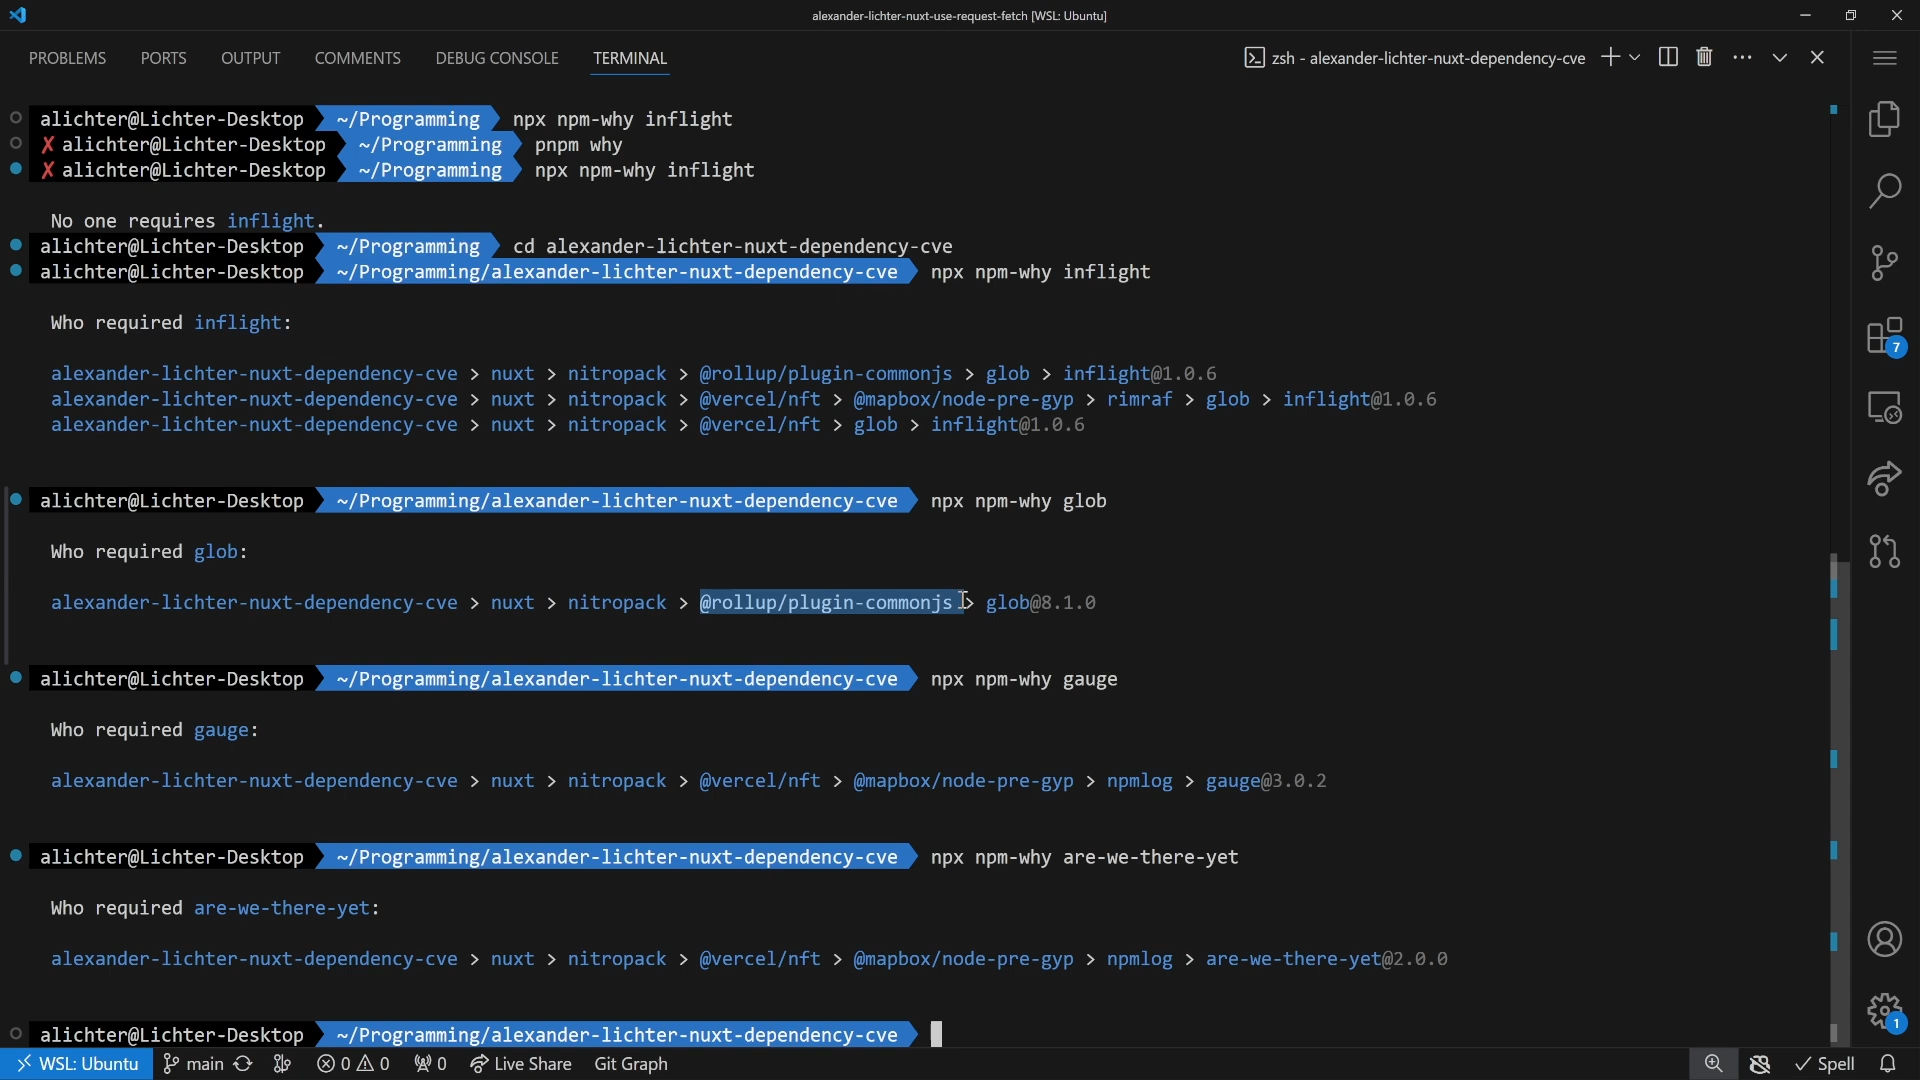 alexander-lichter-nuxt-use-request-fetch [WSL: Ubuntu]
PROBLEMS PORTS OUTPUT COMMENTS DEBUG CONSOLE TERMINAL zsh - alexander-lichter-nuxt-dependency-cve
alichter@Lichter-Desktop ~/Programming npx npm-why inflight
✗ alichter@Lichter-Desktop ~/Programming pnpm why
✗ alichter@Lichter-Desktop ~/Programming npx npm-why inflight
No one requires inflight.
alichter@Lichter-Desktop ~/Programming cd alexander-lichter-nuxt-dependency-cve
alichter@Lichter-Desktop ~/Programming/alexander-lichter-nuxt-dependency-cve npx npm-why inflight
Who required inflight:
alexander-lichter-nuxt-dependency-cve > nuxt > nitropack > @rollup/plugin-commonjs > glob > inflight@1.0.6
alexander-lichter-nuxt-dependency-cve > nuxt > nitropack > @vercel/nft > @mapbox/node-pre-gyp > rimraf > glob > inflight@1.0.6
alexander-lichter-nuxt-dependency-cve > nuxt > nitropack > @vercel/nft > glob > inflight@1.0.6
alichter@Lichter-Desktop ~/Programming/alexander-lichter-nuxt-dependency-cve npx npm-why glob
Who required glob:
alexander-lichter-nuxt-dependency-cve > nuxt > nitropack > @rollup/plugin-commonjs > glob@8.1.0
alichter@Lichter-Desktop ~/Programming/alexander-lichter-nuxt-dependency-cve npx npm-why gauge
Who required gauge:
alexander-lichter-nuxt-dependency-cve > nuxt > nitropack > @vercel/nft > @mapbox/node-pre-gyp > npmlog > gauge@3.0.2
alichter@Lichter-Desktop ~/Programming/alexander-lichter-nuxt-dependency-cve npx npm-why are-we-there-yet
Who required are-we-there-yet:
alexander-lichter-nuxt-dependency-cve > nuxt > nitropack > @vercel/nft > @mapbox/node-pre-gyp > npmlog > are-we-there-yet@2.0.0
alichter@Lichter-Desktop ~/Programming/alexander-lichter-nuxt-dependency-cve
7
1
WSL: Ubuntu main 0 0 0 Live Share Git Graph Spell